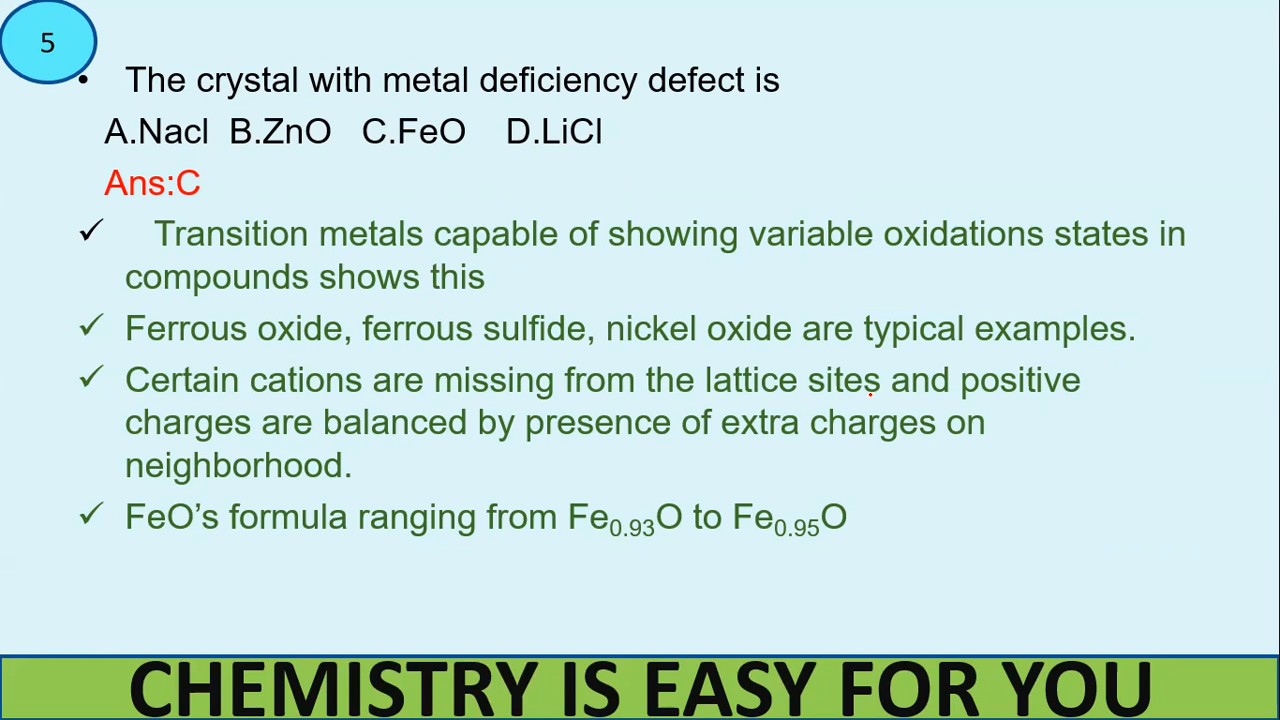 5
• The crystal with metal deficiency defect is
A.Nacl B.ZnO C.FeO D.LiCl
Ans:C
✓ Transition metals capable of showing variable oxidations states in
compounds shows this
✓ Ferrous oxide, ferrous sulfide, nickel oxide are typical examples.
✓ Certain cations are missing from the lattice sites and positive
charges are balanced by presence of extra charges on
neighborhood.
✓ FeO’s formula ranging from Fe₀.₉₃O to Fe₀.₉₅O
CHEMISTRY IS EASY FOR YOU